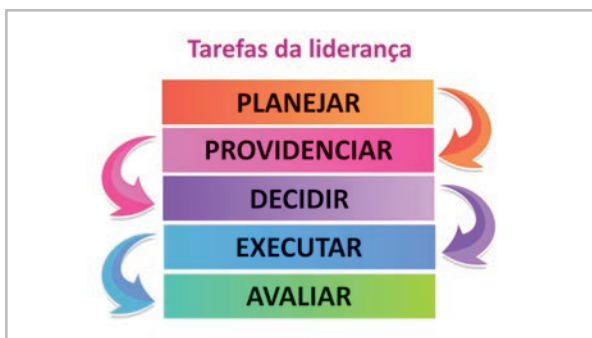 Tarefas da liderança
PLANEJAR
PROVIDENCIAR
DECIDIR
EXECUTAR
AVALIAR